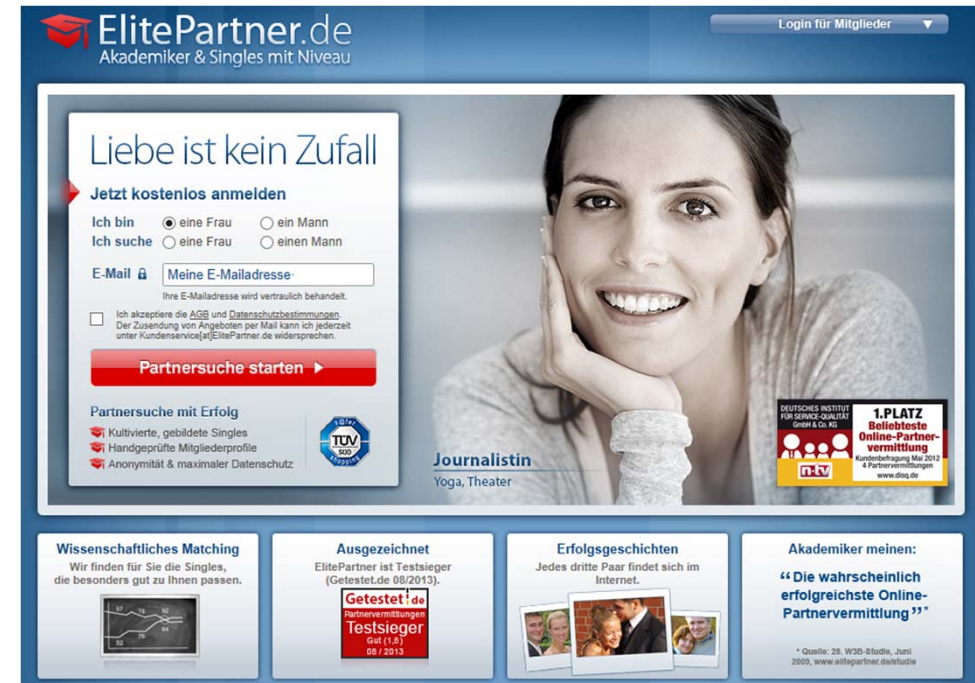 ElitePartner.de
Akademiker & Singles mit Niveau
Login für Mitglieder
Liebe ist kein Zufall
Jetzt kostenlos anmelden
Ich bin eine Frau ein Mann
Ich suche eine Frau einen Mann
E-Mail Meine E-Mailadresse
Ihre E-Mailadresse wird vertraulich behandelt.
Ich akzeptiere die AGB und Datenschutzbestimmungen.
Der Zusendung von Angeboten per Mail kann ich jederzeit
unter Kundenservice[at]ElitePartner.de widersprechen.
Partnersuche starten
Partnersuche mit Erfolg
Kultivierte, gebildete Singles
Handgeprüfte Mitgliederprofile
Anonymität & maximaler Datenschutz
s@fer
TÜV
SÜD
shopping
Journalistin
Yoga, Theater
DEUTSCHES INSTITUT
FÜR SERVICE-QUALITÄT
GmbH & Co. KG
n-tv
1.PLATZ
Beliebteste
Online-Partner-
vermittlung
Kundenbefragung Mai 2012
4 Partnervermittlungen
www.disq.de
Wissenschaftliches Matching
Wir finden für Sie die Singles,
die besonders gut zu Ihnen passen.
57 78 92
52 76 84
Ausgezeichnet
ElitePartner ist Testsieger
(Getestet.de 08/2013).
Getestet de
Partnervermittlungen
Testsieger
Gut (1,8)
08 / 2013
Erfolgsgeschichten
Jedes dritte Paar findet sich im
Internet.
Akademiker meinen:
“Die wahrscheinlich
erfolgreichste Online-
Partnervermittlung”*
* Quelle: 28. W3B-Studie, Juni
2009, www.elitepartner.de/studie